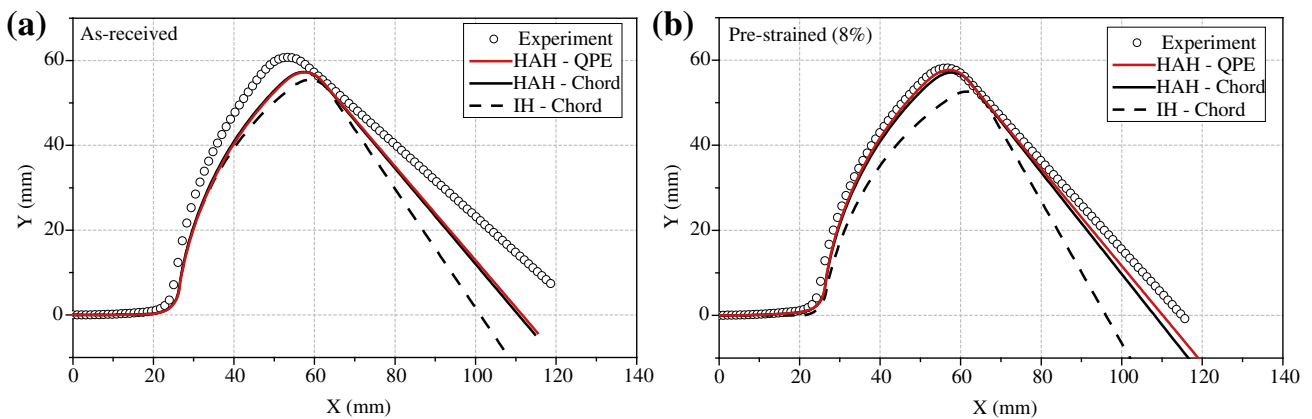 (a)
As-received
Experiment
HAH - QPE
HAH - Chord
IH - Chord
Y (mm)
60
40
20
0
0 20 40 60 80 100 120 140
X (mm)
(b)
Pre-strained (8%)
Experiment
HAH - QPE
HAH - Chord
IH - Chord
Y (mm)
60
40
20
0
0 20 40 60 80 100 120 140
X (mm)